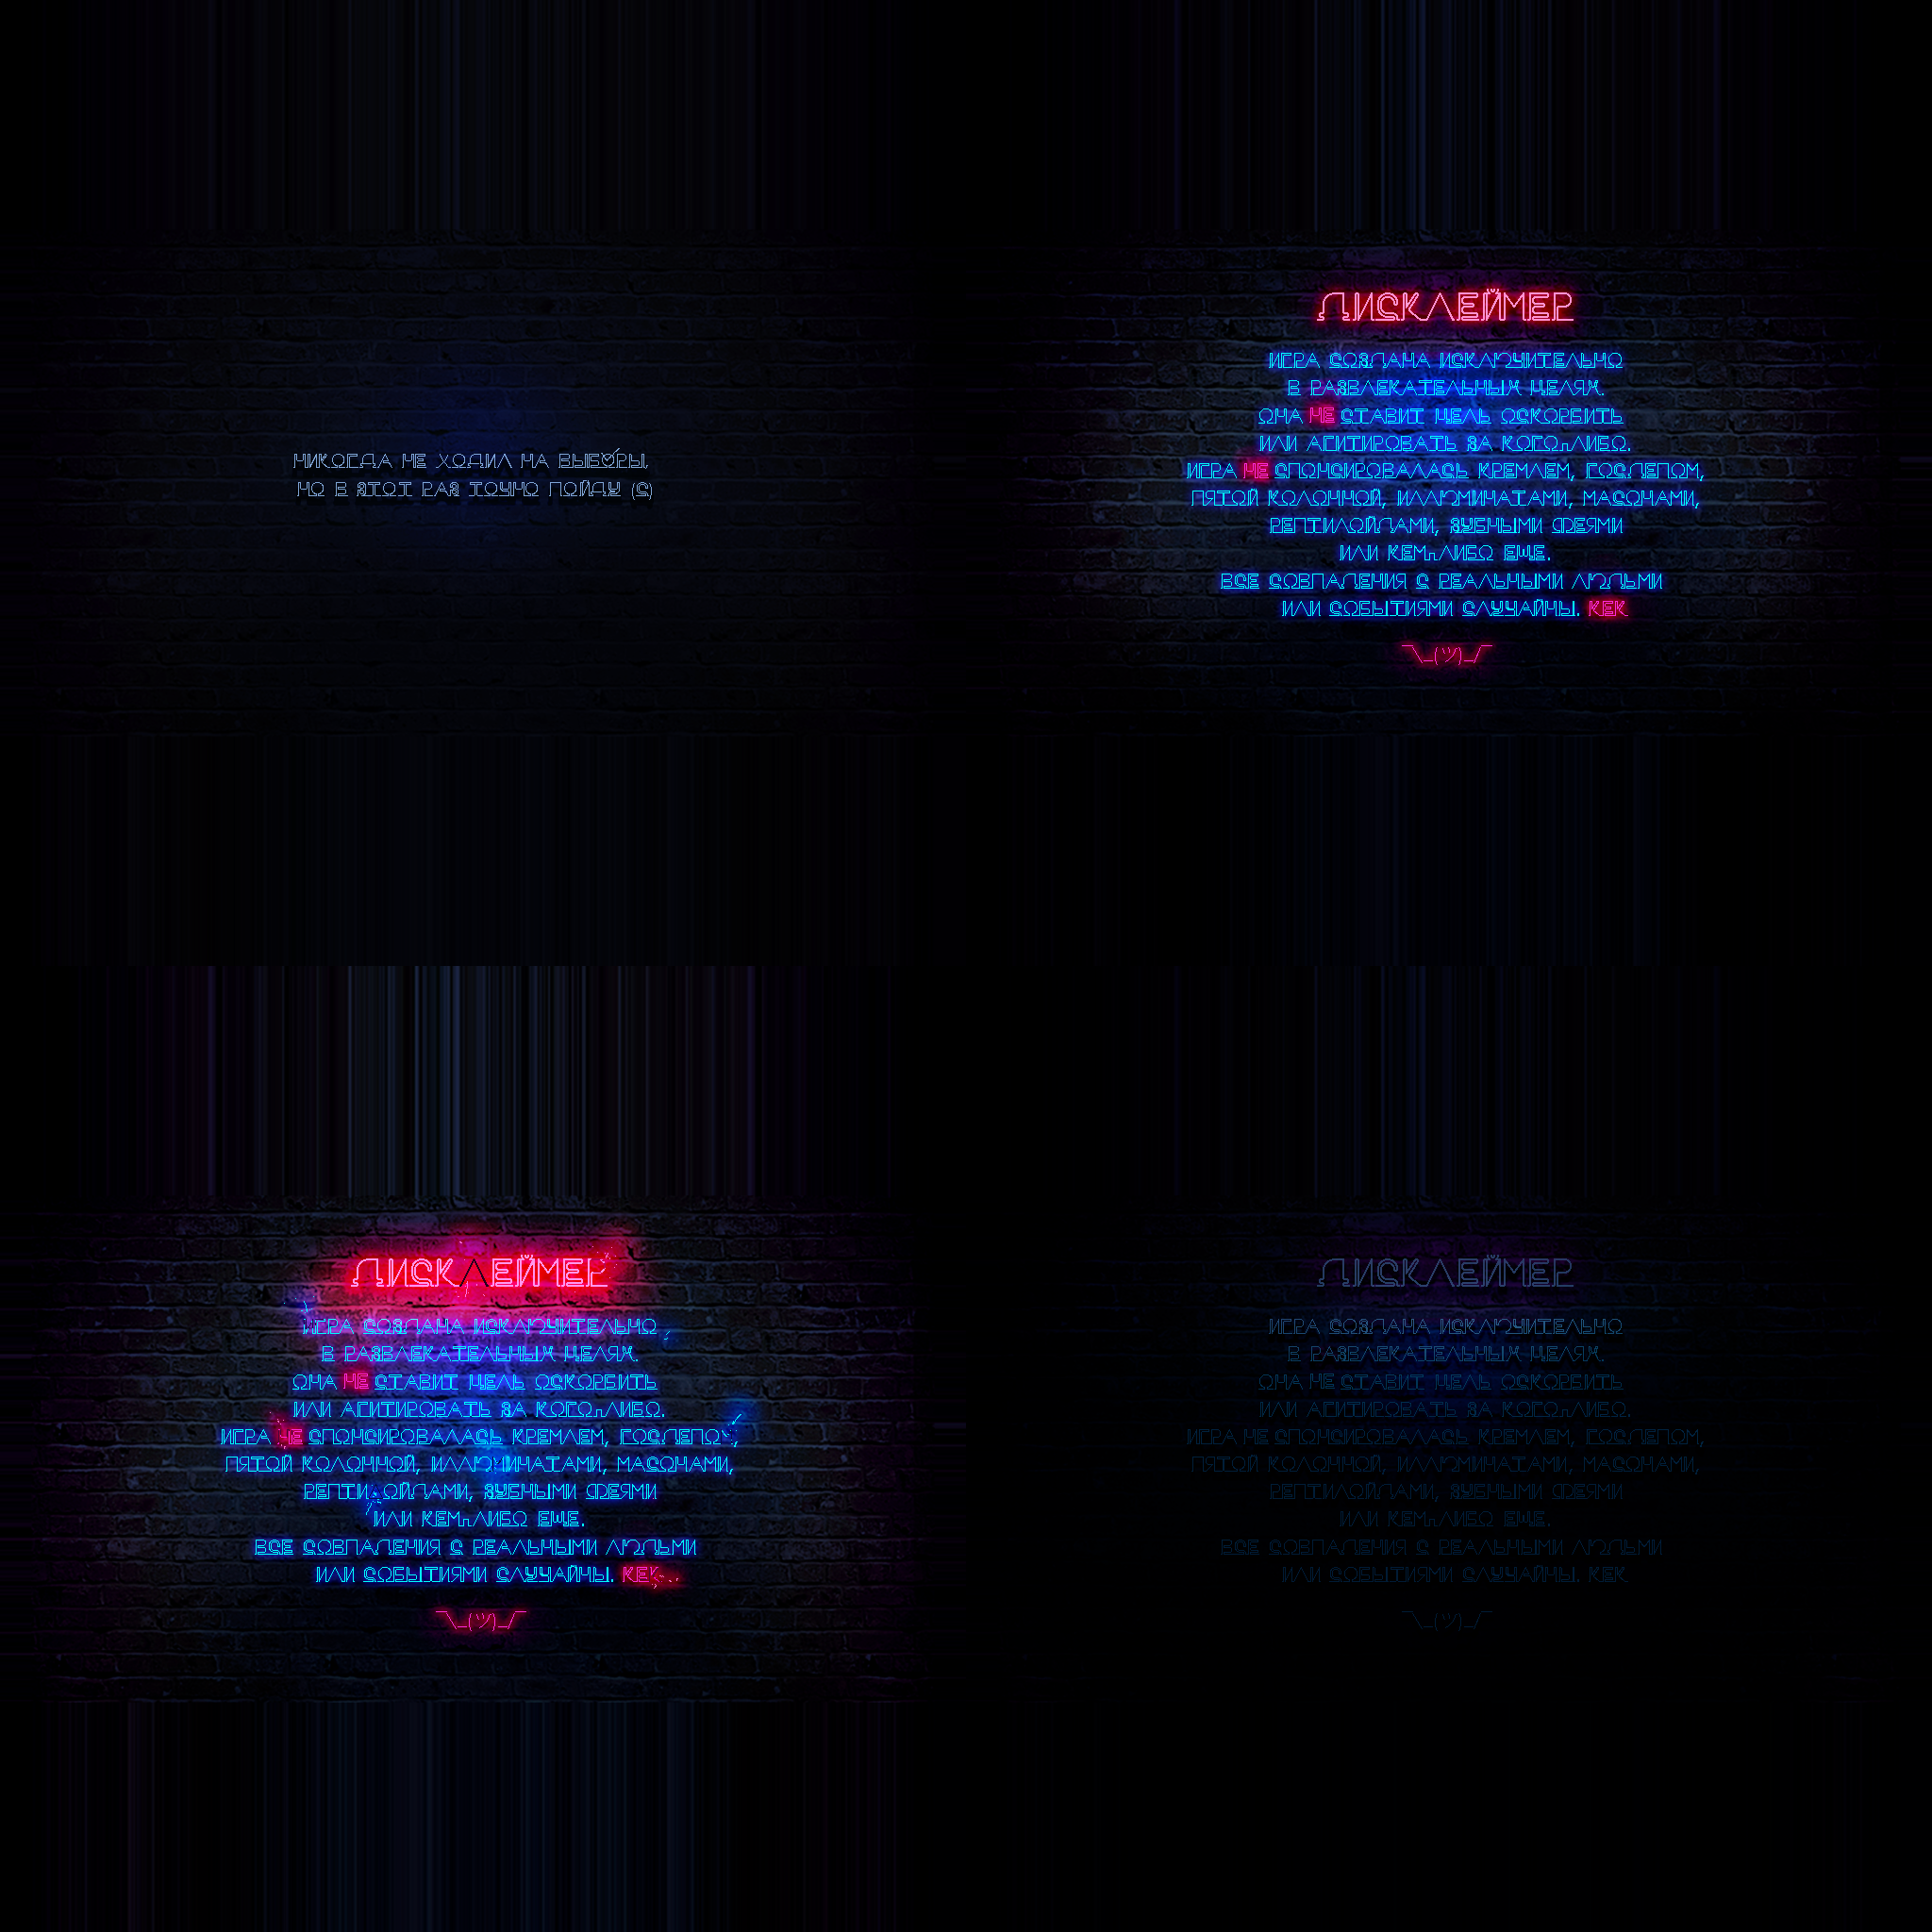 НИКОГДА НЕ ХОДИЛ НА ВЫБОРЫ,
НО В ЭТОТ РАЗ ТОЧНО ПОЙДУ (С)
ДИСКЛЕЙМЕР
ИГРА СОЗДАНА ИСКЛЮЧИТЕЛЬНО
В РАЗВЛЕКАТЕЛЬНЫХ ЦЕЛЯХ.
ОНА НЕ СТАВИТ ЦЕЛЬ ОСКОРБИТЬ
ИЛИ АГИТИРОВАТЬ ЗА КОГО-ЛИБО.
ИГРА НЕ СПОНСИРОВАЛАСЬ КРЕМЛЕМ, ГОСДЕПОМ,
ПЯТОЙ КОЛОННОЙ, ИЛЛЮМИНАТАМИ, МАСОНАМИ,
РЕПТИЛОЙДАМИ, ЗУБНЫМИ ФЕЯМИ
ИЛИ КЕМ-ЛИБО ЕЩЕ.
ВСЕ СОВПАДЕНИЯ С РЕАЛЬНЫМИ ЛЮДЬМИ
ИЛИ СОБЫТИЯМИ СЛУЧАЙНЫ. КЕК
¯\_(ツ)_/¯
ДИСКЛЕЙМЕР
ИГРА СОЗДАНА ИСКЛЮЧИТЕЛЬНО
В РАЗВЛЕКАТЕЛЬНЫХ ЦЕЛЯХ.
ОНА НЕ СТАВИТ ЦЕЛЬ ОСКОРБИТЬ
ИЛИ АГИТИРОВАТЬ ЗА КОГО-ЛИБО.
ИГРА НЕ СПОНСИРОВАЛАСЬ КРЕМЛЕМ, ГОСДЕПОМ,
ПЯТОЙ КОЛОННОЙ, ИЛЛЮМИНАТАМИ, МАСОНАМИ,
РЕПТИЛОЙДАМИ, ЗУБНЫМИ ФЕЯМИ
ИЛИ КЕМ-ЛИБО ЕЩЕ.
ВСЕ СОВПАДЕНИЯ С РЕАЛЬНЫМИ ЛЮДЬМИ
ИЛИ СОБЫТИЯМИ СЛУЧАЙНЫ. КЕК
¯\_(ツ)_/¯
ДИСКЛЕЙМЕР
ИГРА СОЗДАНА ИСКЛЮЧИТЕЛЬНО
В РАЗВЛЕКАТЕЛЬНЫХ ЦЕЛЯХ.
ОНА НЕ СТАВИТ ЦЕЛЬ ОСКОРБИТЬ
ИЛИ АГИТИРОВАТЬ ЗА КОГО-ЛИБО.
ИГРА НЕ СПОНСИРОВАЛАСЬ КРЕМЛЕМ, ГОСДЕПОМ,
ПЯТОЙ КОЛОННОЙ, ИЛЛЮМИНАТАМИ, МАСОНАМИ,
РЕПТИЛОЙДАМИ, ЗУБНЫМИ ФЕЯМИ
ИЛИ КЕМ-ЛИБО ЕЩЕ.
ВСЕ СОВПАДЕНИЯ С РЕАЛЬНЫМИ ЛЮДЬМИ
ИЛИ СОБЫТИЯМИ СЛУЧАЙНЫ. КЕК
¯\_(ツ)_/¯